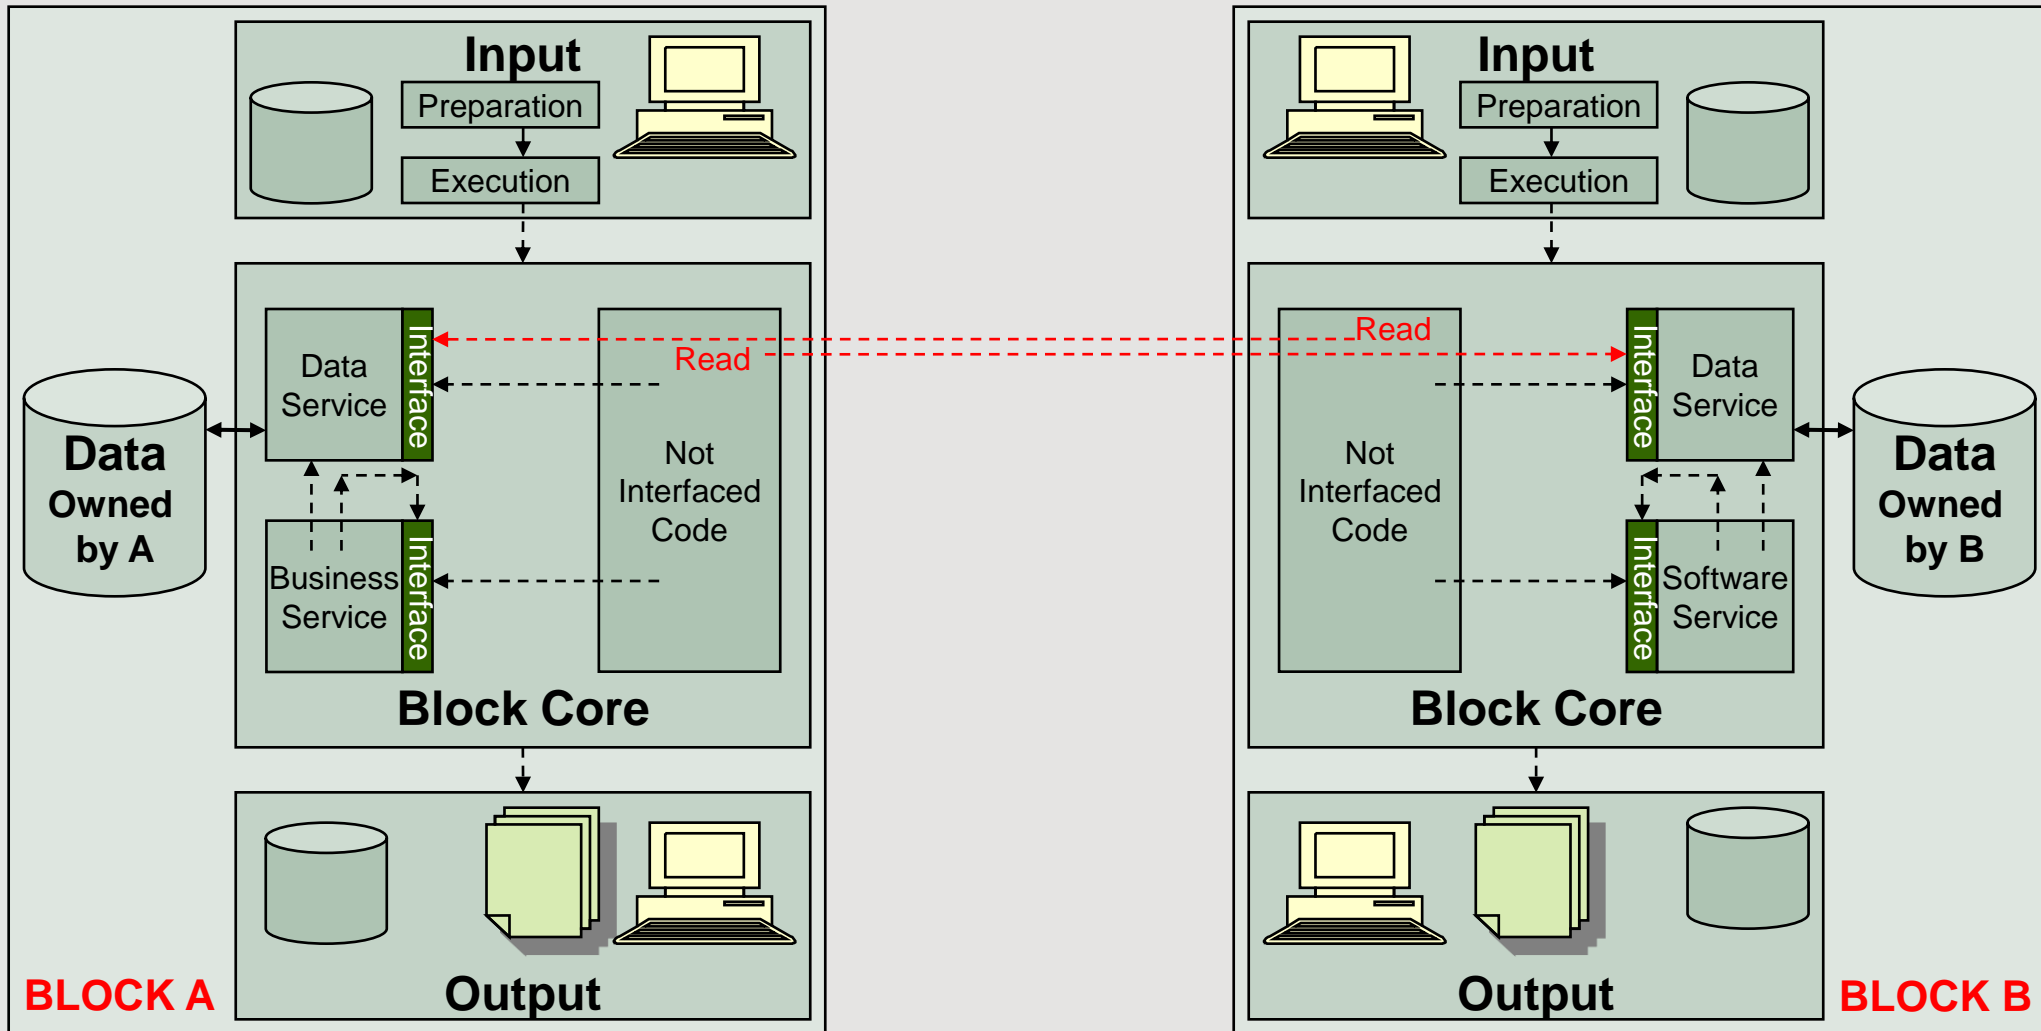 Input
Preparation
Execution
Data
Service
Interface
Read
Not
Interfaced
Code
Business
Service
Interface
Block Core
Data
Owned
by A
Output
BLOCK A
Input
Preparation
Execution
Read
Not
Interfaced
Code
Interface
Data
Service
Interface
Software
Service
Block Core
Data
Owned
by B
Output
BLOCK B